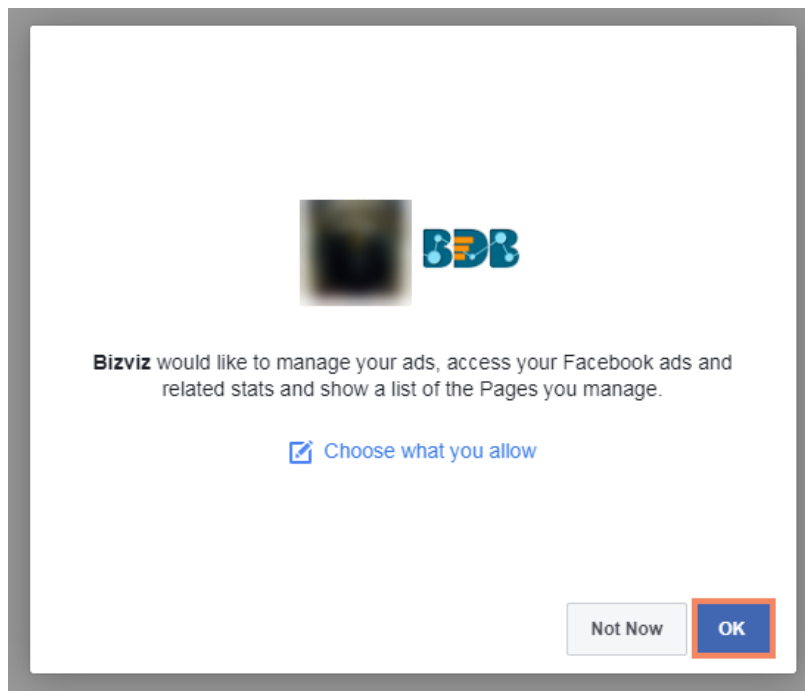 BDB
Bizviz would like to manage your ads, access your Facebook ads and
related stats and show a list of the Pages you manage.
Choose what you allow
Not Now
OK